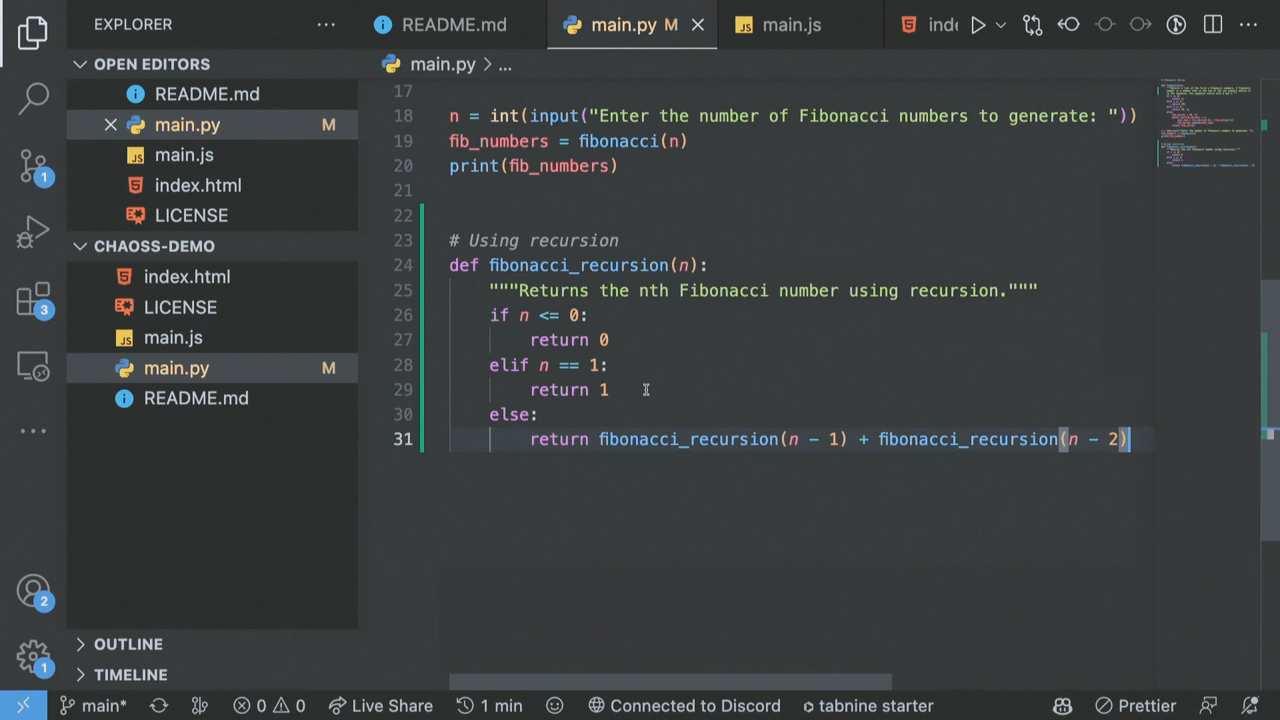 EXPLORER
README.md
main.py M
main.js
inde
OPEN EDITORS
README.md
main.py M
main.js
index.html
LICENSE
CHAOSS-DEMO
index.html
LICENSE
main.js
main.py M
README.md
OUTLINE
TIMELINE
1
3
2
1
main.py > ...
17
18 n = int(input("Enter the number of Fibonacci numbers to generate: "))
19 fib_numbers = fibonacci(n)
20 print(fib_numbers)
21
22
23 # Using recursion
24 def fibonacci_recursion(n):
25 """Returns the nth Fibonacci number using recursion."""
26 if n <= 0:
27 return 0
28 elif n == 1:
29 return 1
30 else:
31 return fibonacci_recursion(n - 1) + fibonacci_recursion(n - 2)
main* 0 0 Live Share 1 min Connected to Discord tabnine starter Prettier